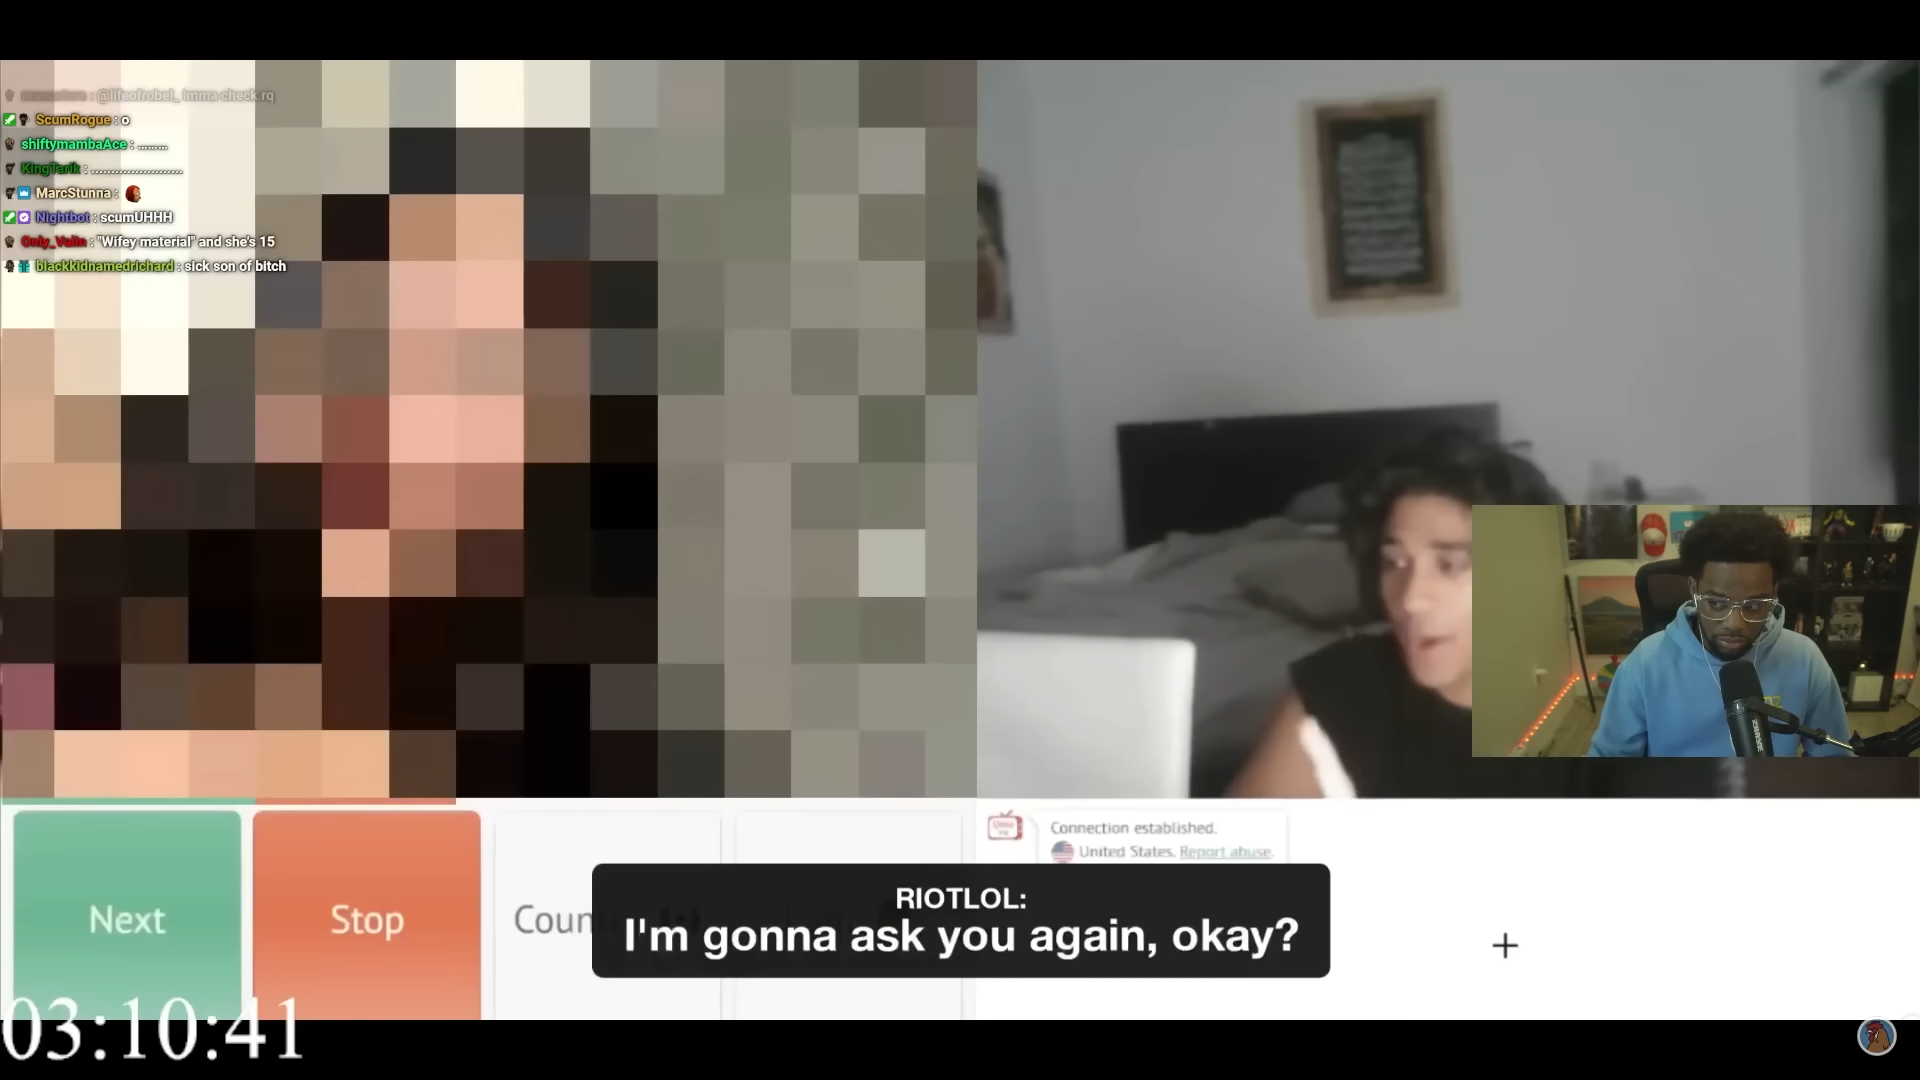 : @lifeofrobel_ imma check rq
ScumRogue : o
shiftymambaAce : .........
KingTarik : ........................
MarcStunna :
Nightbot : scumUHHH
Only_Valin : "Wifey material" and she's 15
blackkidnamedrichard : sick son of bitch
Connection established.
United States. Report abuse.
Next
Stop
Coun
RIOTLOL:
I'm gonna ask you again, okay?
+
03:10:41